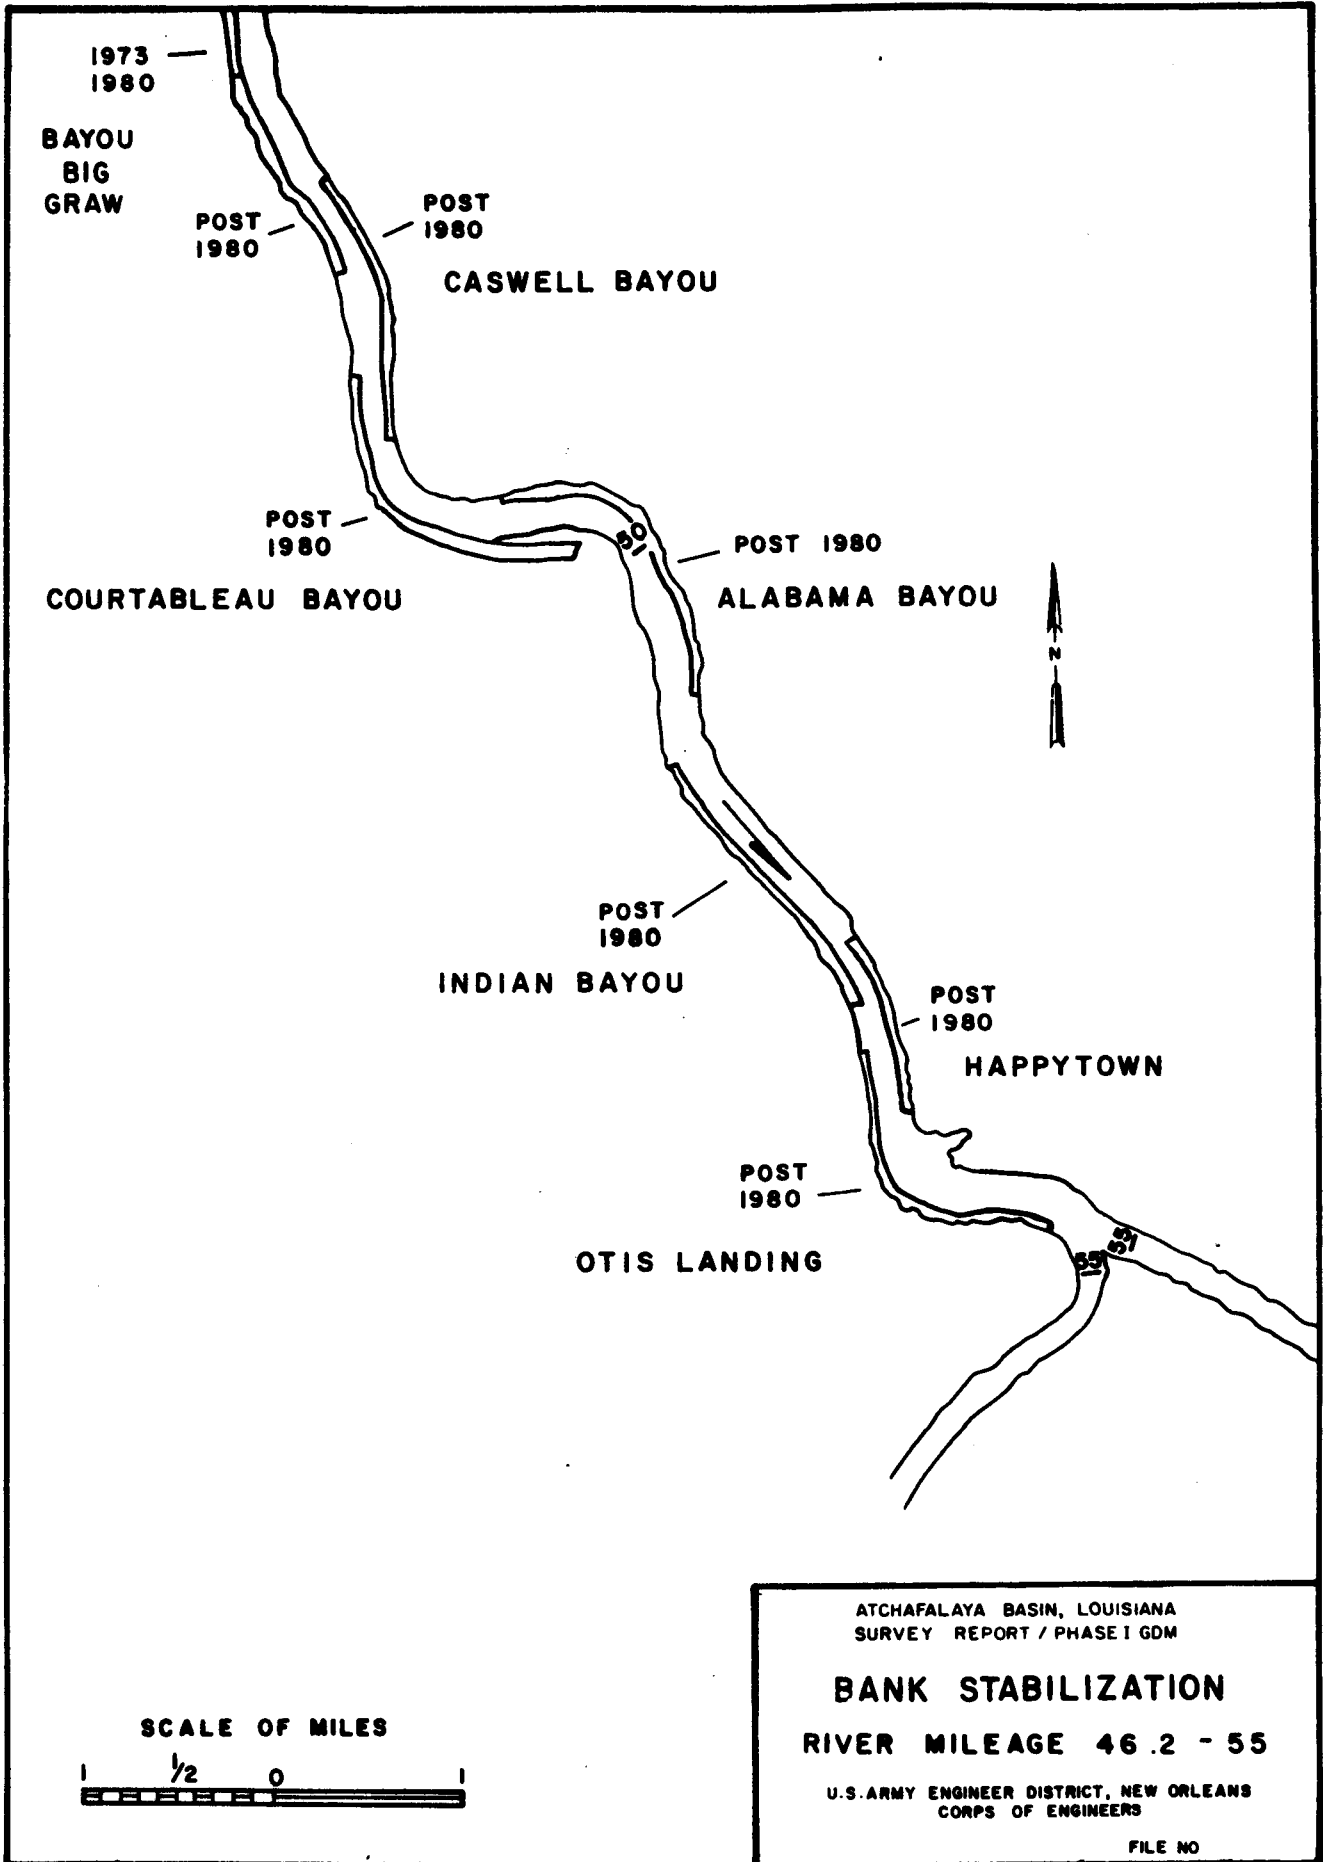 1973
1980
BAYOU
BIG
GRAW
POST
1980
POST
1980
CASWELL BAYOU
POST
1980
COURTABLEAU BAYOU
50
POST 1980
ALABAMA BAYOU
N
POST
1980
INDIAN BAYOU
POST
1980
HAPPYTOWN
POST
1980
OTIS LANDING
55
55
SCALE OF MILES
1 1/2 0 1
ATCHAFALAYA BASIN, LOUISIANA
SURVEY REPORT / PHASE I GDM
BANK STABILIZATION
RIVER MILEAGE 46.2 - 55
U.S. ARMY ENGINEER DISTRICT, NEW ORLEANS
CORPS OF ENGINEERS
FILE NO